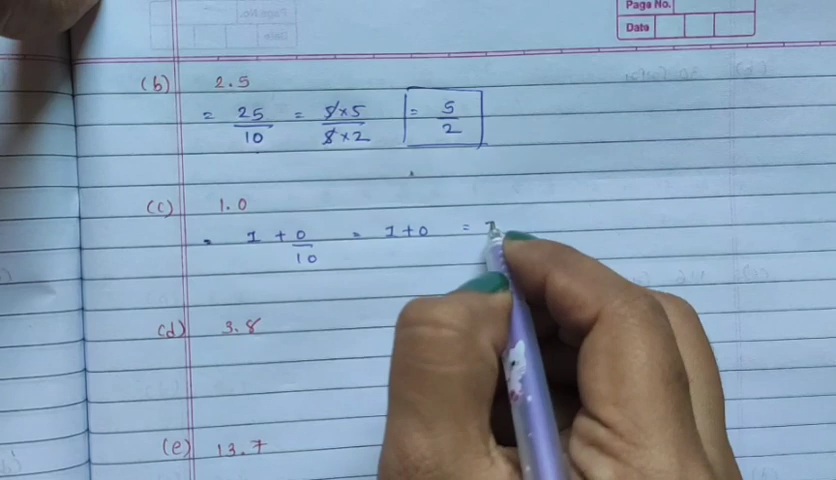 Page No.
Date
(b) 2.5
= 25/10 = 5×5/5×2 = 5/2
(c) 1.0
= 1 + 0/10 = 1+0 = 1
(d) 3.8
(e) 13.7